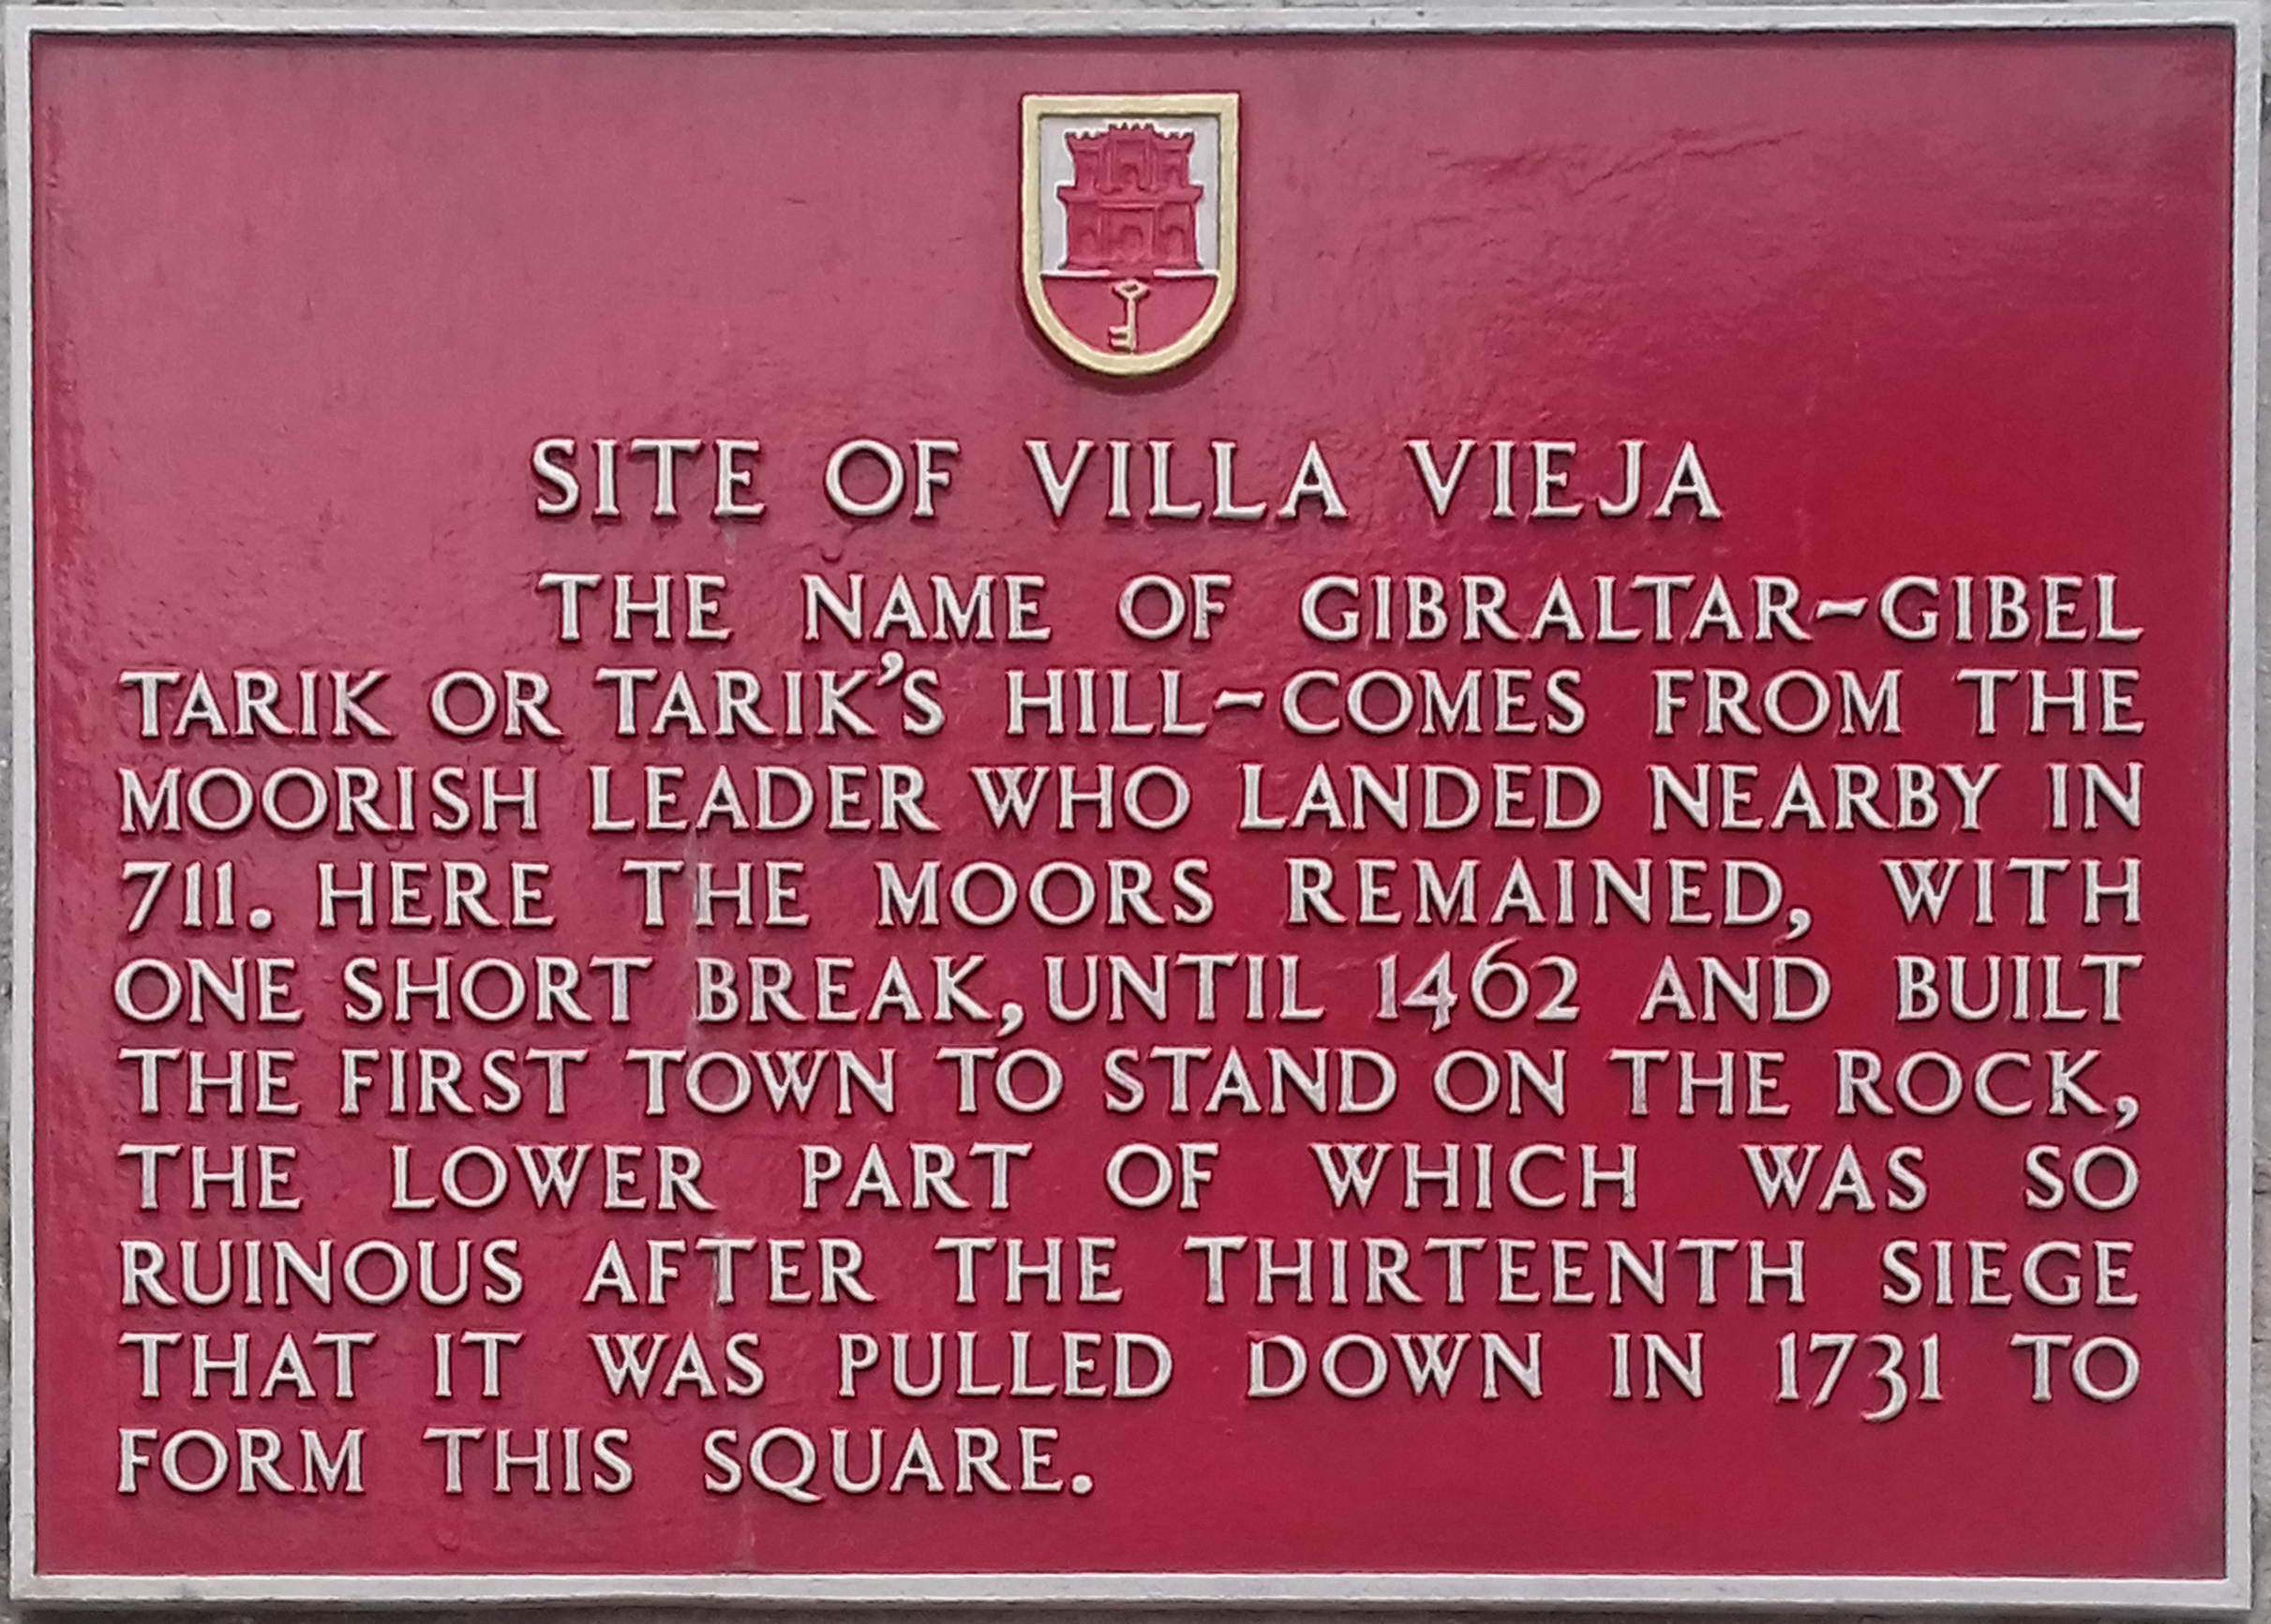 SITE OF VILLA VIEJA
THE NAME OF GIBRALTAR-GIBEL
TARIK OR TARIK'S HILL-COMES FROM THE
MOORISH LEADER WHO LANDED NEARBY IN
711. HERE THE MOORS REMAINED, WITH
ONE SHORT BREAK, UNTIL 1462 AND BUILT
THE FIRST TOWN TO STAND ON THE ROCK,
THE LOWER PART OF WHICH WAS SO
RUINOUS AFTER THE THIRTEENTH SIEGE
THAT IT WAS PULLED DOWN IN 1731 TO
FORM THIS SQUARE.